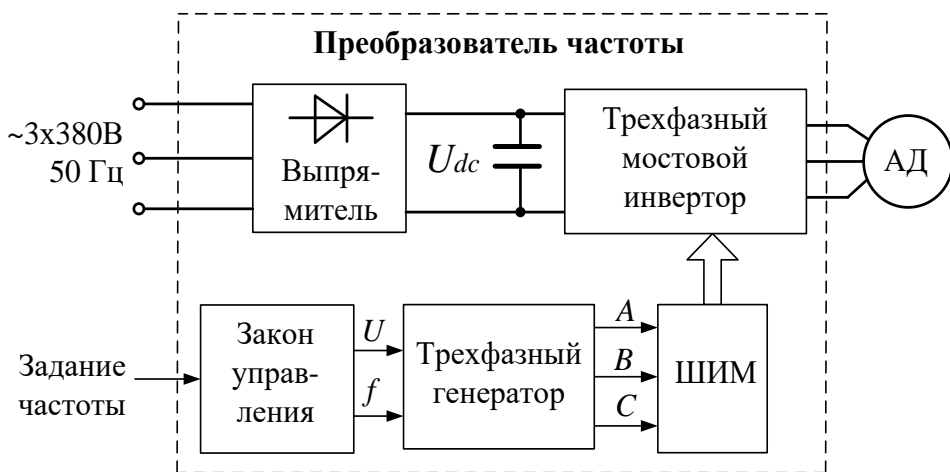 Преобразователь частоты
~3х380В
50 Гц
Выпря-
митель
Udc
Трехфазный
мостовой
инвертор
АД
Задание
частоты
Закон
управ-
ления
U
f
Трехфазный
генератор
A
B
C
ШИМ